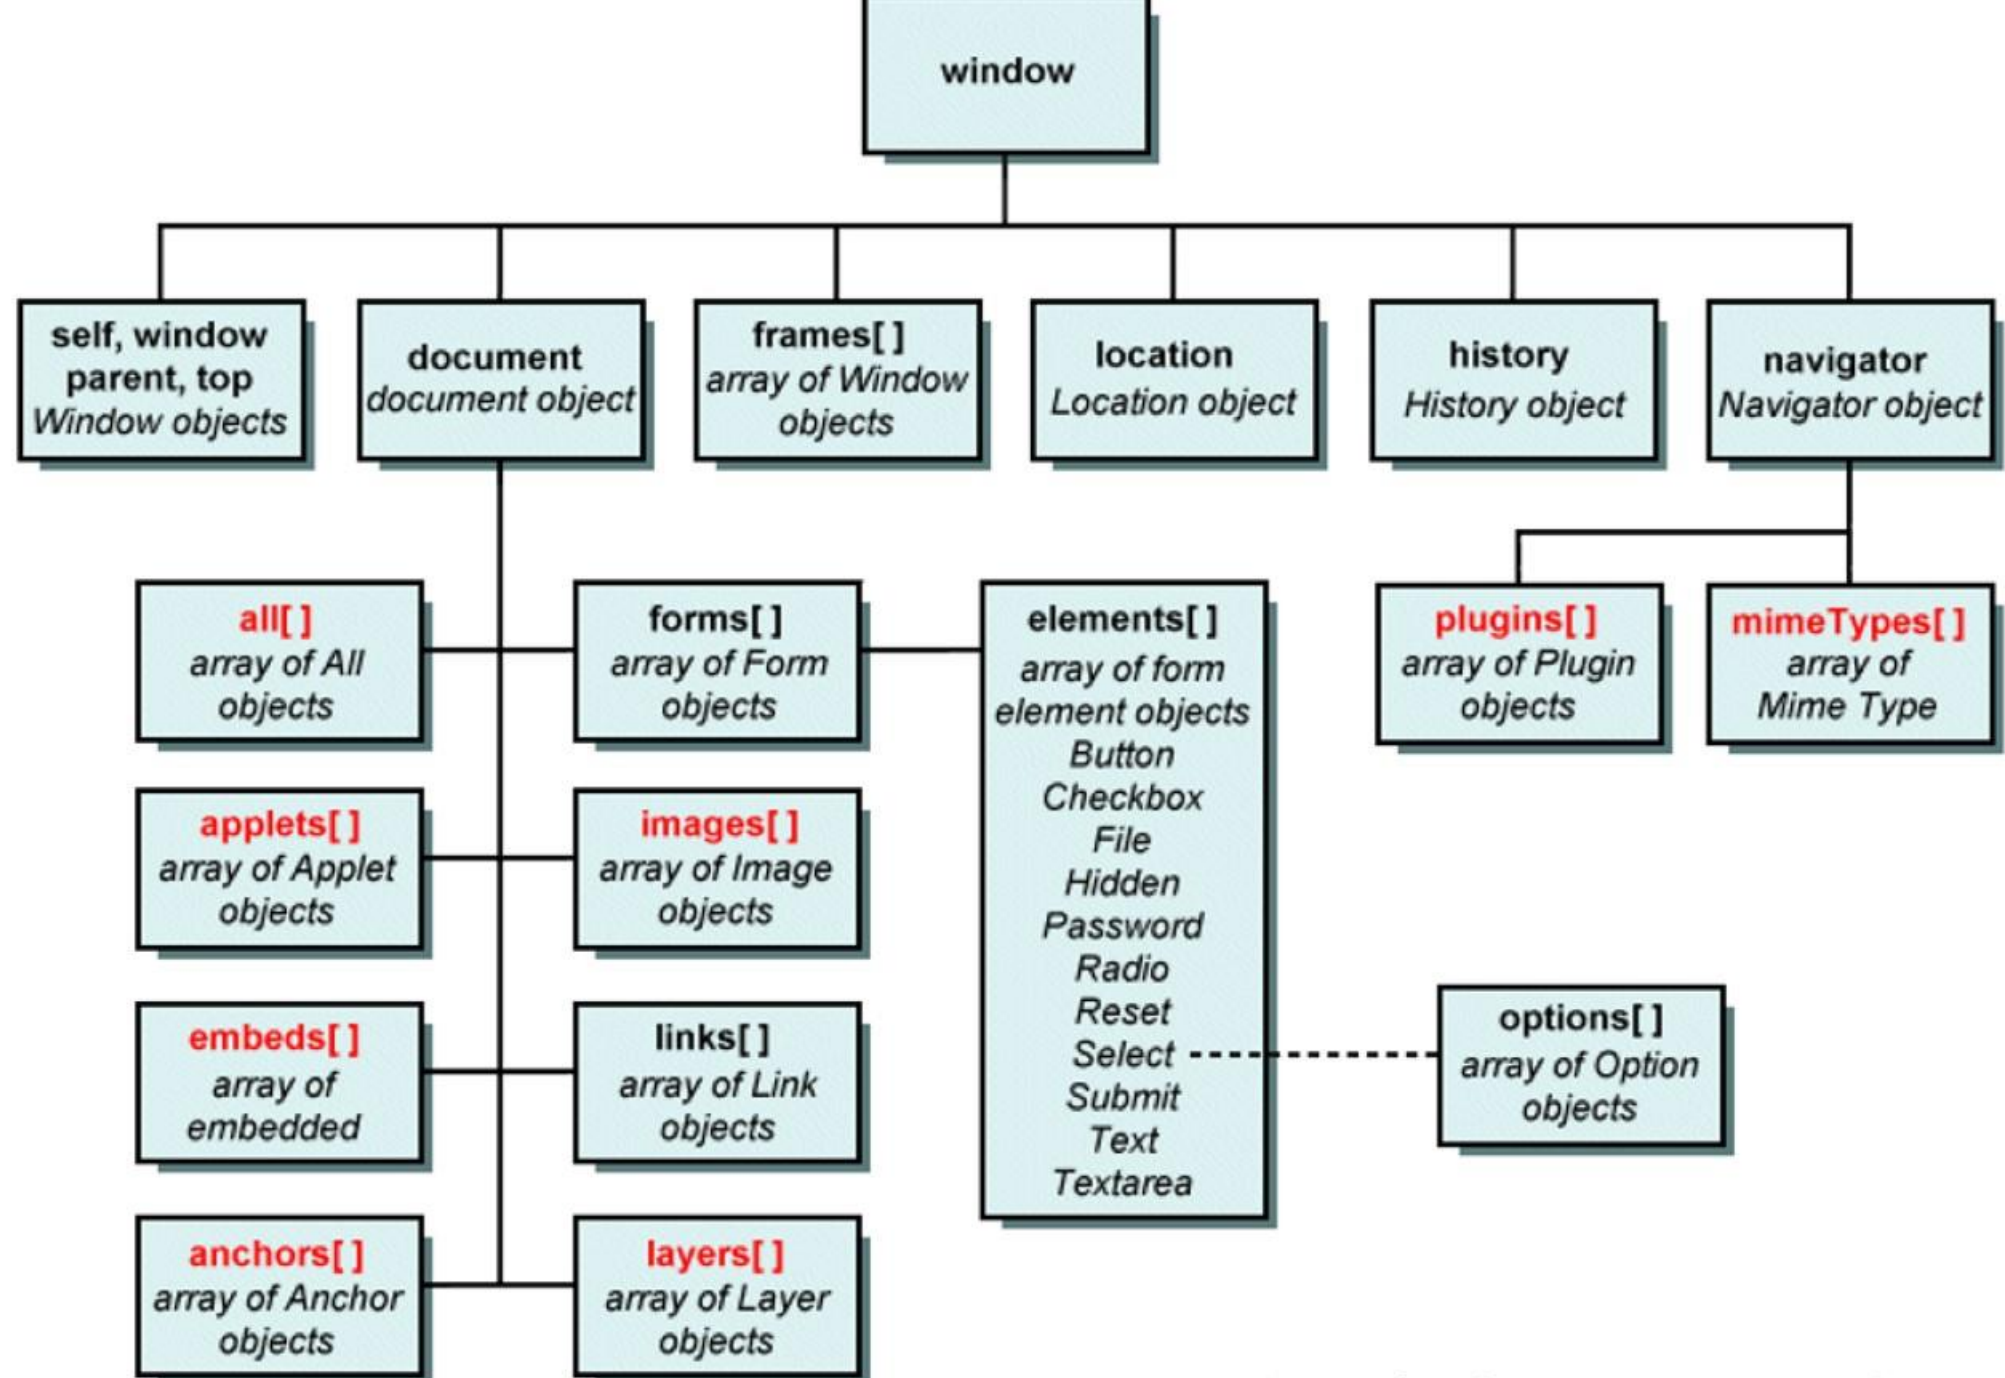 window
self, window
parent, top
Window objects
document
document object
frames[ ]
array of Window
objects
location
Location object
history
History object
navigator
Navigator object
all[ ]
array of All
objects
forms[ ]
array of Form
objects
elements[ ]
array of form
element objects
Button
Checkbox
File
Hidden
Password
Radio
Reset
Select
Submit
Text
Textarea
plugins[ ]
array of Plugin
objects
mimeTypes[ ]
array of
Mime Type
applets[ ]
array of Applet
objects
images[ ]
array of Image
objects
embeds[ ]
array of
embedded
links[ ]
array of Link
objects
options[ ]
array of Option
objects
anchors[ ]
array of Anchor
objects
layers[ ]
array of Layer
objects